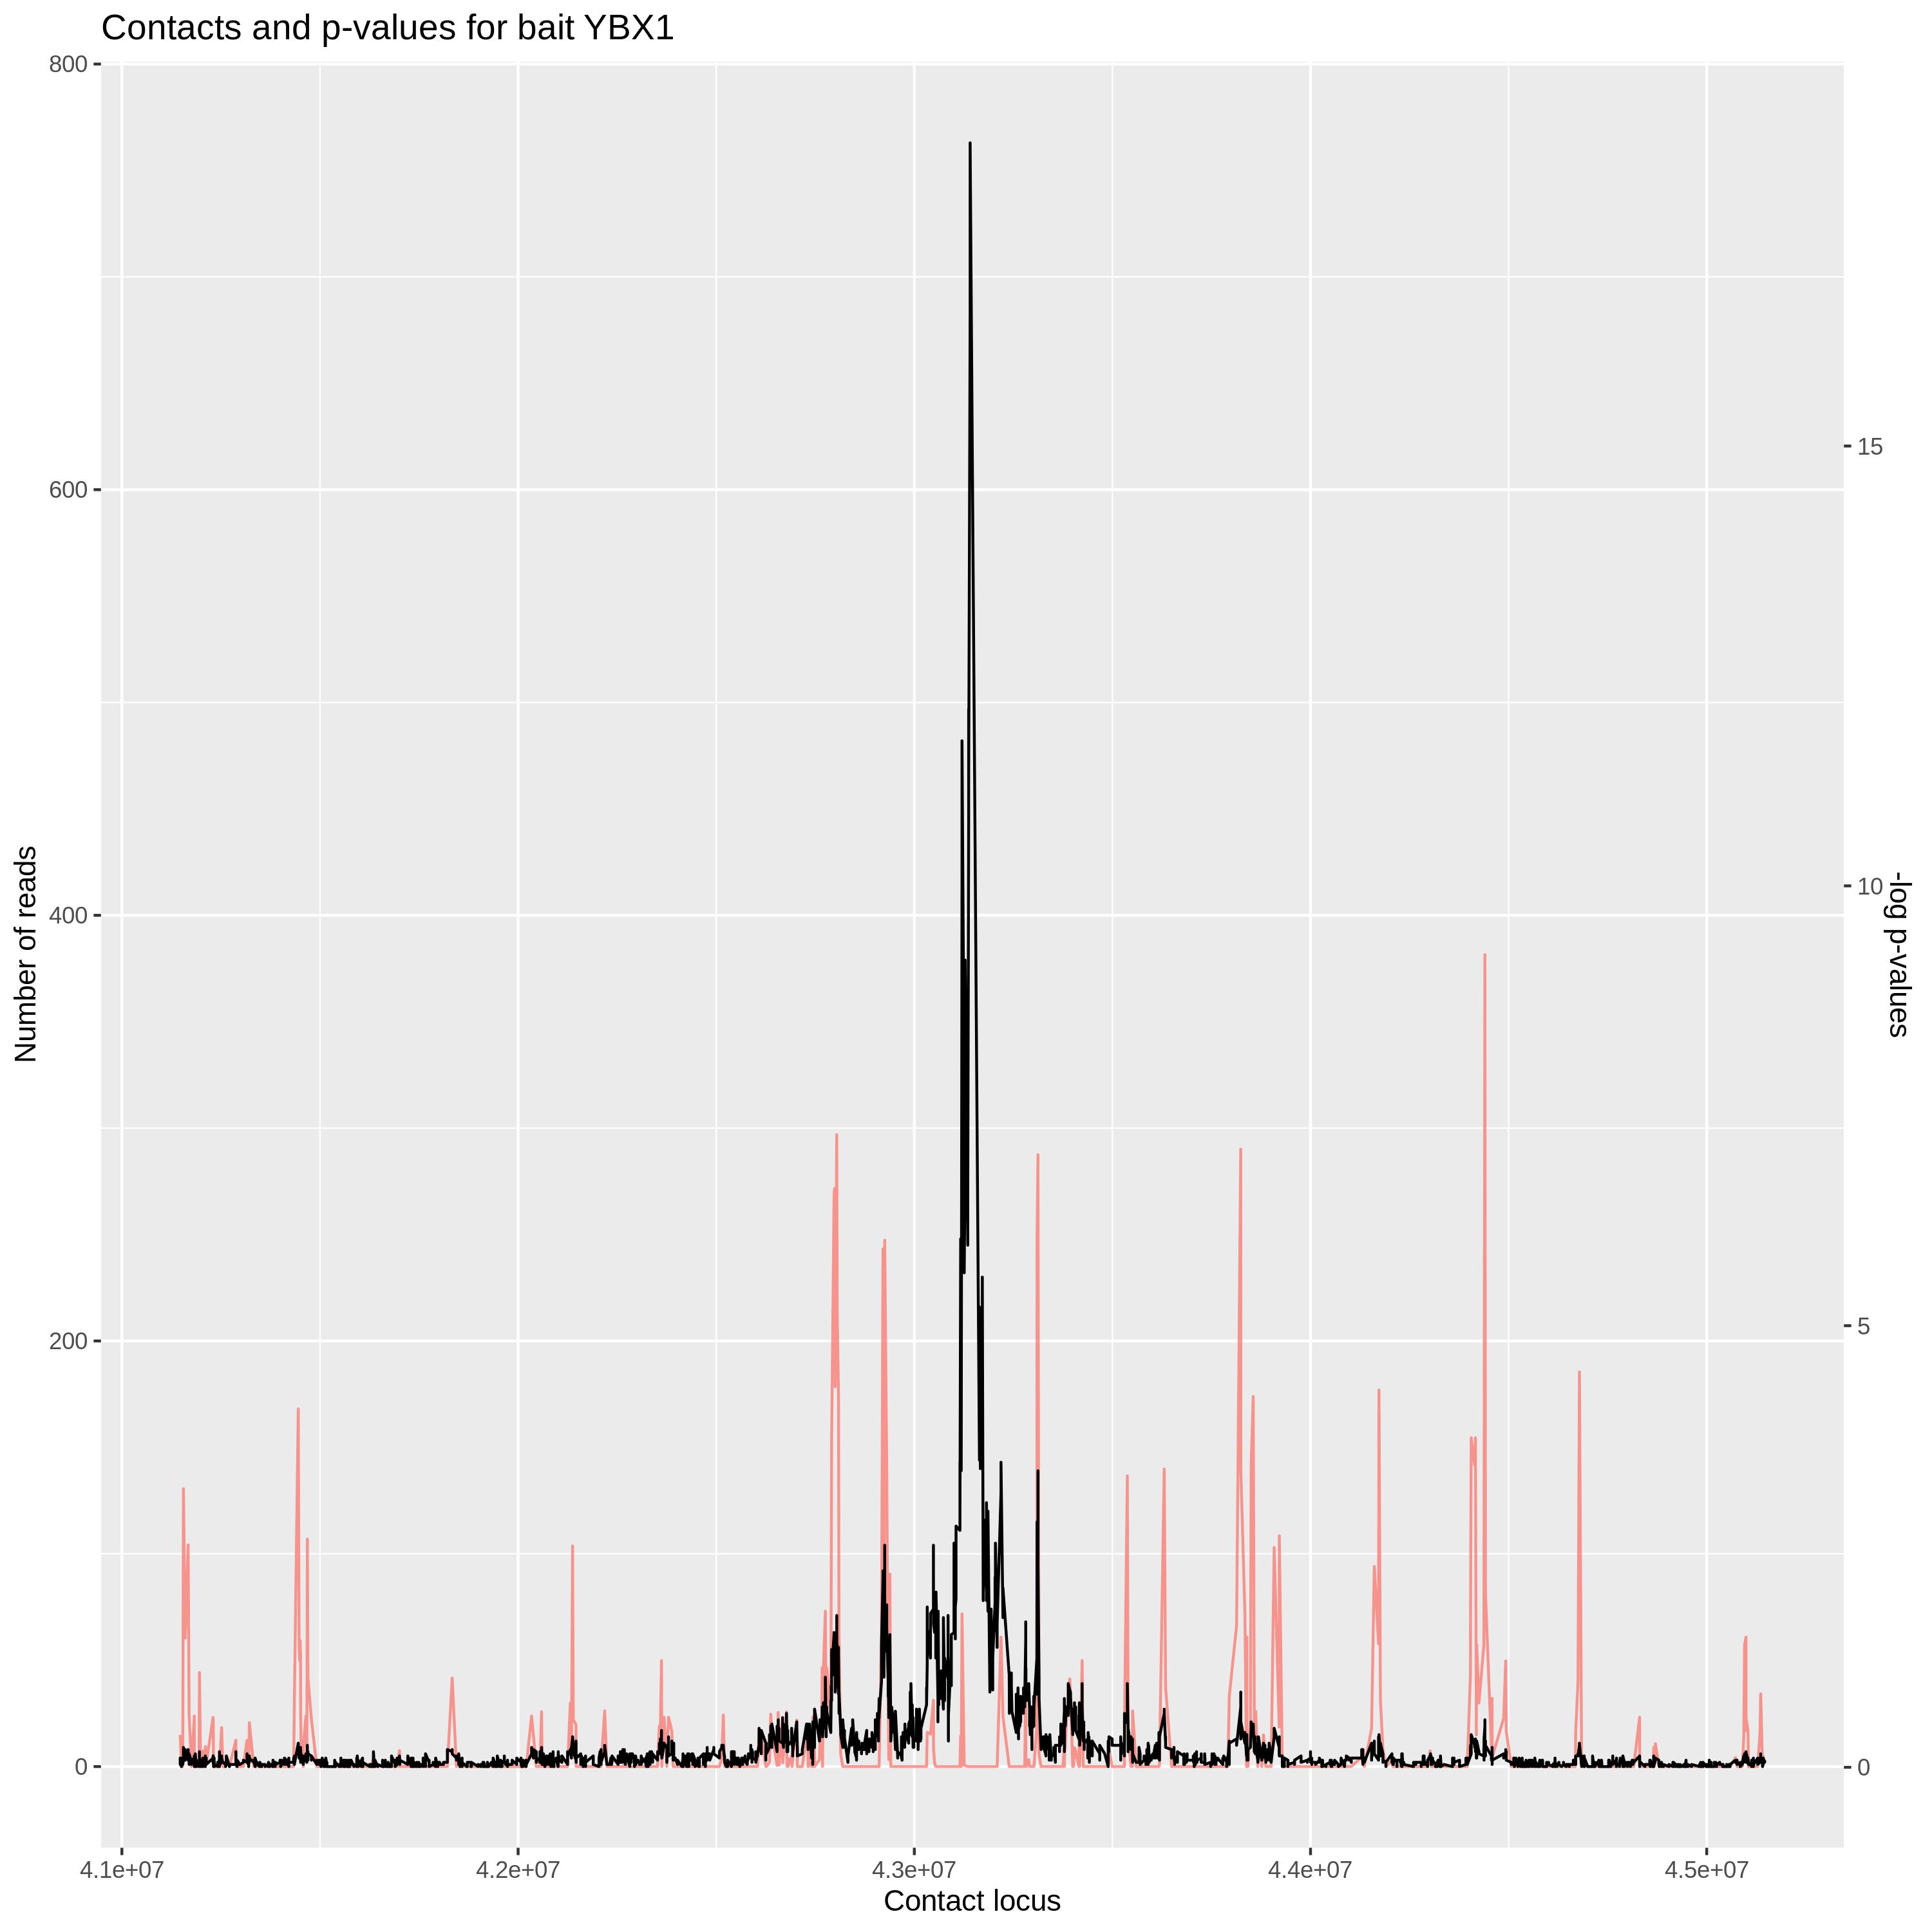 Contacts and p-values for bait YBX1
800
600
400
200
0
Number of reads
15
10
5
0
-log p-values
4.1e+07
4.2e+07
4.3e+07
4.4e+07
4.5e+07
Contact locus